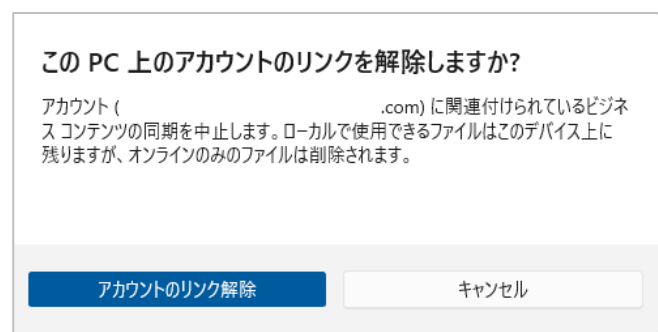 この PC 上のアカウントのリンクを解除しますか?
アカウント ( .com) に関連付けられているビジネ
ス コンテンツの同期を中止します。ローカルで使用できるファイルはこのデバイス上に
残りますが、オンラインのみのファイルは削除されます。
アカウントのリンク解除
キャンセル